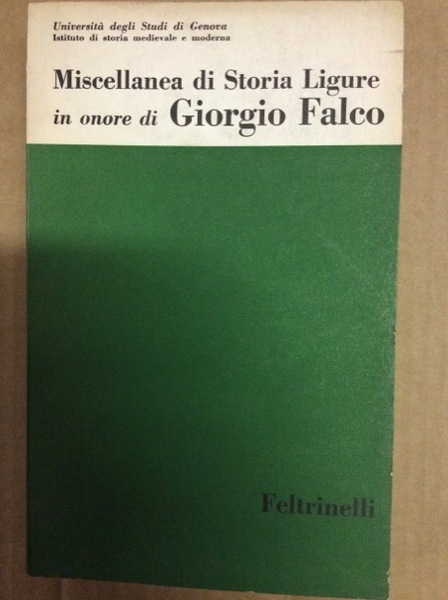 Università degli Studi di Genova
Istituto di storia medievale e moderna
Miscellanea di Storia Ligure
in onore di Giorgio Falco
Feltrinelli